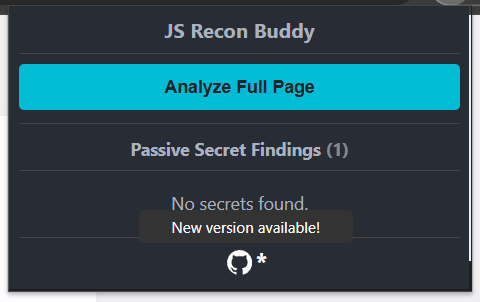 JS Recon Buddy
Analyze Full Page
Passive Secret Findings (1)
No secrets found.
New version available!
*